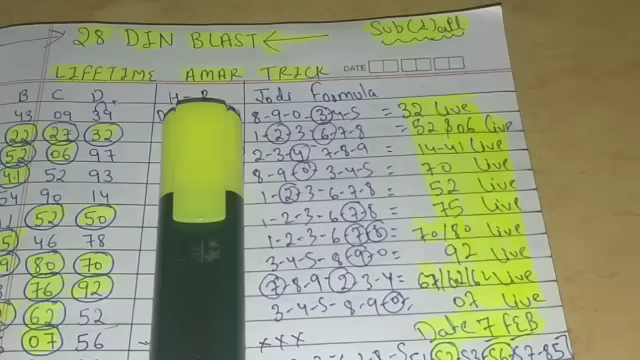 28 DIN BLAST ←
Sub(d) all
LIFETIME AMAR TRICK DATE
B C D H Jodi Formula
43 09 34 8-9-0-3-4-5 = 32 Live
22 27 32 1-2-3-6-7-8 = 52 & 06 Live
52 06 97 2-3-4 7-8-9 = 14-41 Live
41 52 93 8-9-0 3-4-5 = 70 Live
54 90 14 1-2-3-6-7-8 = 52 Live
52 50 1-2-3-6-7-8 = 75 Live
46 78 1-2-3-6-7-8 = 70/80 Live
80 70 3-4-5-8-9-0 = 92 Live
76 92 7-8-9-2-3-4 = 67/62/6 Live
62 52 3-4-5-8-9-0 07 Live
07 56 xxx Date 7 FEB